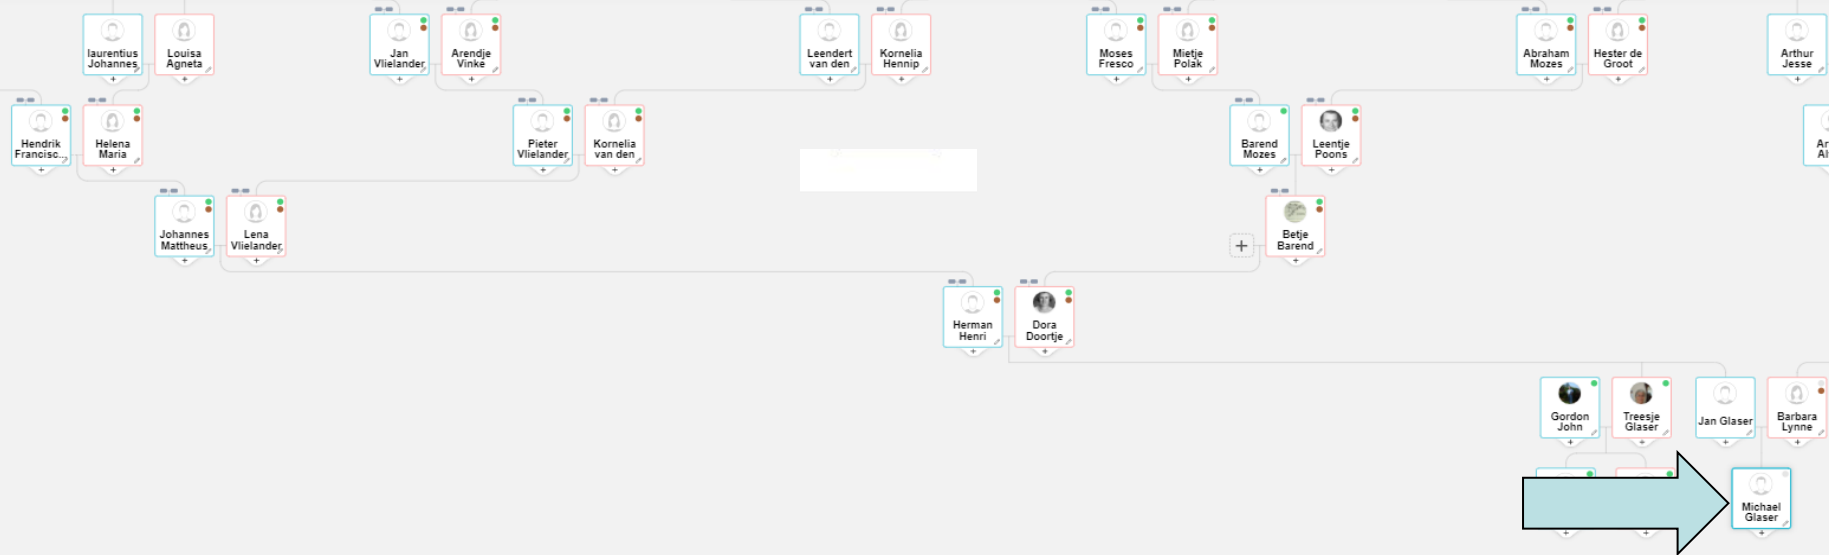 laurentius
Johannes
Louisa
Agneta
Jan
Vlielander
Arendje
Vinke
Leendert
van den
Kornelia
Hennip
Moses
Fresco
Mietje
Polak
Abraham
Mozes
Hester de
Groot
Arthur
Jesse
Hendrik
Francisc...
Helena
Maria
Pieter
Vlielander
Kornelia
van den
Barend
Mozes
Leentje
Poons
Johannes
Mattheus
Lena
Vlielander
Betje
Barend
Herman
Henri
Dora
Doortje
Gordon
John
Treesje
Glaser
Jan Glaser
Barbara
Lynne
Michael
Glaser